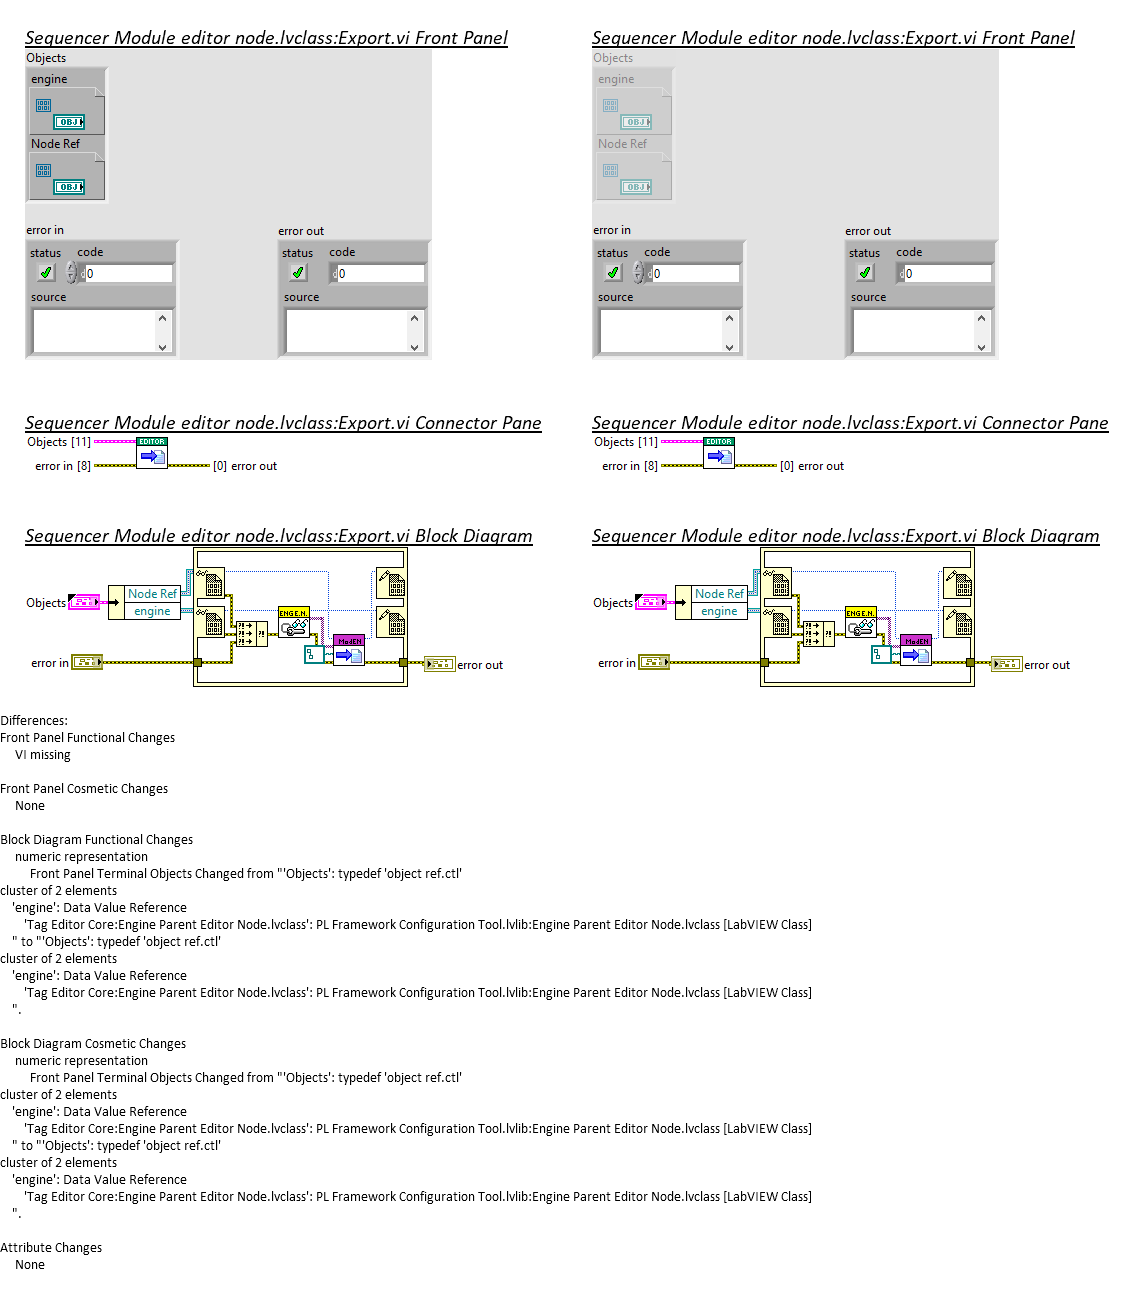 Sequencer Module editor node.lvclass:Export.vi Front Panel
Objects
engine
OBJ
Node Ref
OBJ
error in
status code
0
source
error out
status code
0
source
Sequencer Module editor node.lvclass:Export.vi Front Panel
Objects
engine
OBJ
Node Ref
OBJ
error in
status code
0
source
error out
status code
0
source
Sequencer Module editor node.lvclass:Export.vi Connector Pane
Objects [11]
EDITOR
error in [8]
[0] error out
Sequencer Module editor node.lvclass:Export.vi Connector Pane
Objects [11]
EDITOR
error in [8]
[0] error out
Sequencer Module editor node.lvclass:Export.vi Block Diagram
Objects
Node Ref
engine
ENG E.N.
ModEN
error in
error out
Sequencer Module editor node.lvclass:Export.vi Block Diagram
Objects
Node Ref
engine
ENG E.N.
ModEN
error in
error out
Differences:
Front Panel Functional Changes
VI missing
Front Panel Cosmetic Changes
None
Block Diagram Functional Changes
numeric representation
Front Panel Terminal Objects Changed from "'Objects': typedef 'object ref.ctl'
cluster of 2 elements
'engine': Data Value Reference
'Tag Editor Core:Engine Parent Editor Node.lvclass': PL Framework Configuration Tool.lvlib:Engine Parent Editor Node.lvclass [LabVIEW Class]
" to "'Objects': typedef 'object ref.ctl'
cluster of 2 elements
'engine': Data Value Reference
'Tag Editor Core:Engine Parent Editor Node.lvclass': PL Framework Configuration Tool.lvlib:Engine Parent Editor Node.lvclass [LabVIEW Class]
".
Block Diagram Cosmetic Changes
numeric representation
Front Panel Terminal Objects Changed from "'Objects': typedef 'object ref.ctl'
cluster of 2 elements
'engine': Data Value Reference
'Tag Editor Core:Engine Parent Editor Node.lvclass': PL Framework Configuration Tool.lvlib:Engine Parent Editor Node.lvclass [LabVIEW Class]
" to "'Objects': typedef 'object ref.ctl'
cluster of 2 elements
'engine': Data Value Reference
'Tag Editor Core:Engine Parent Editor Node.lvclass': PL Framework Configuration Tool.lvlib:Engine Parent Editor Node.lvclass [LabVIEW Class]
".
Attribute Changes
None